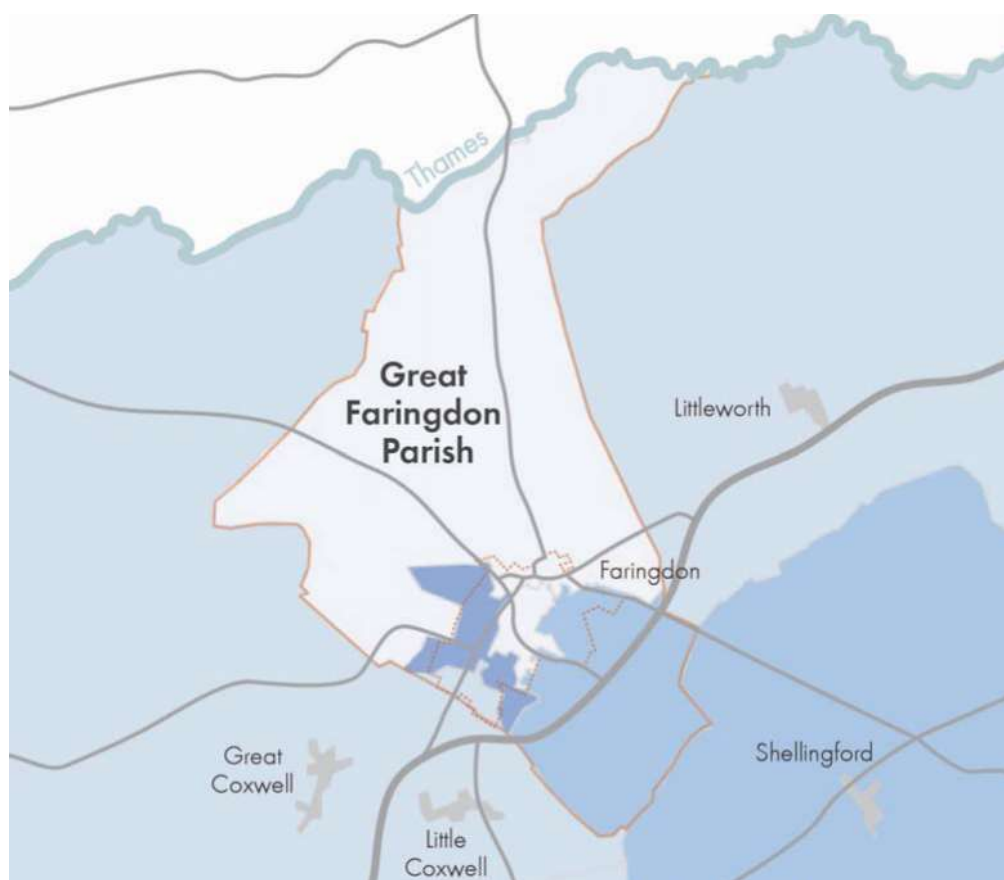 Thames
Great
Faringdon
Parish
Littleworth
Faringdon
Great
Coxwell
Shellingford
Little
Coxwell